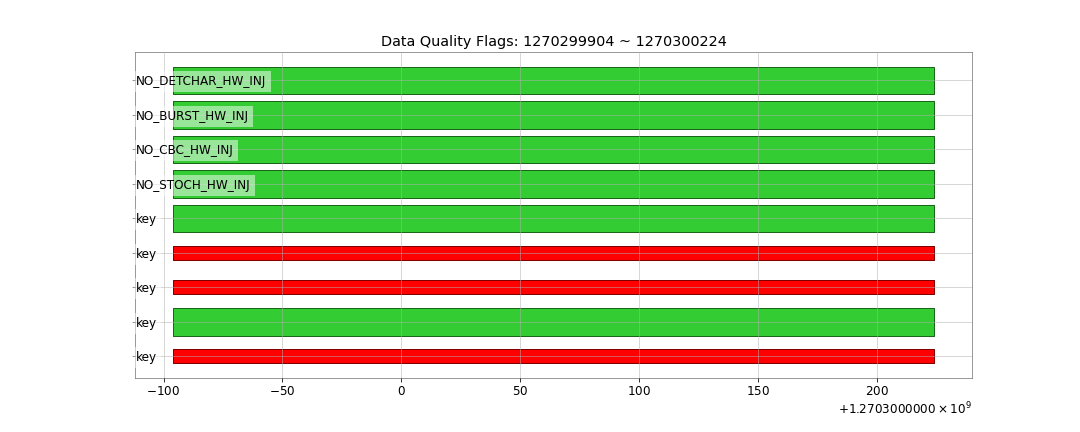 Data Quality Flags: 1270299904 ~ 1270300224
NO_DETCHAR_HW_INJ
NO_BURST_HW_INJ
NO_CBC_HW_INJ
NO_STOCH_HW_INJ
key
key
key
key
key
−100 −50 0 50 100 150 200
+1.2703000000 × 10⁹